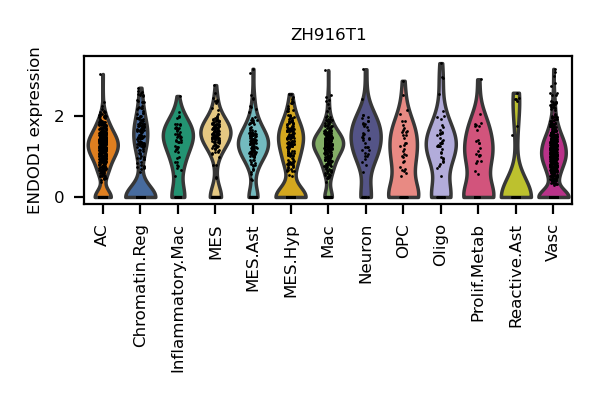 ZH916T1
ENDOD1 expression
2
0
AC
Chromatin.Reg
Inflammatory.Mac
MES
MES.Ast
MES.Hyp
Mac
Neuron
OPC
Oligo
Prolif.Metab
Reactive.Ast
Vasc